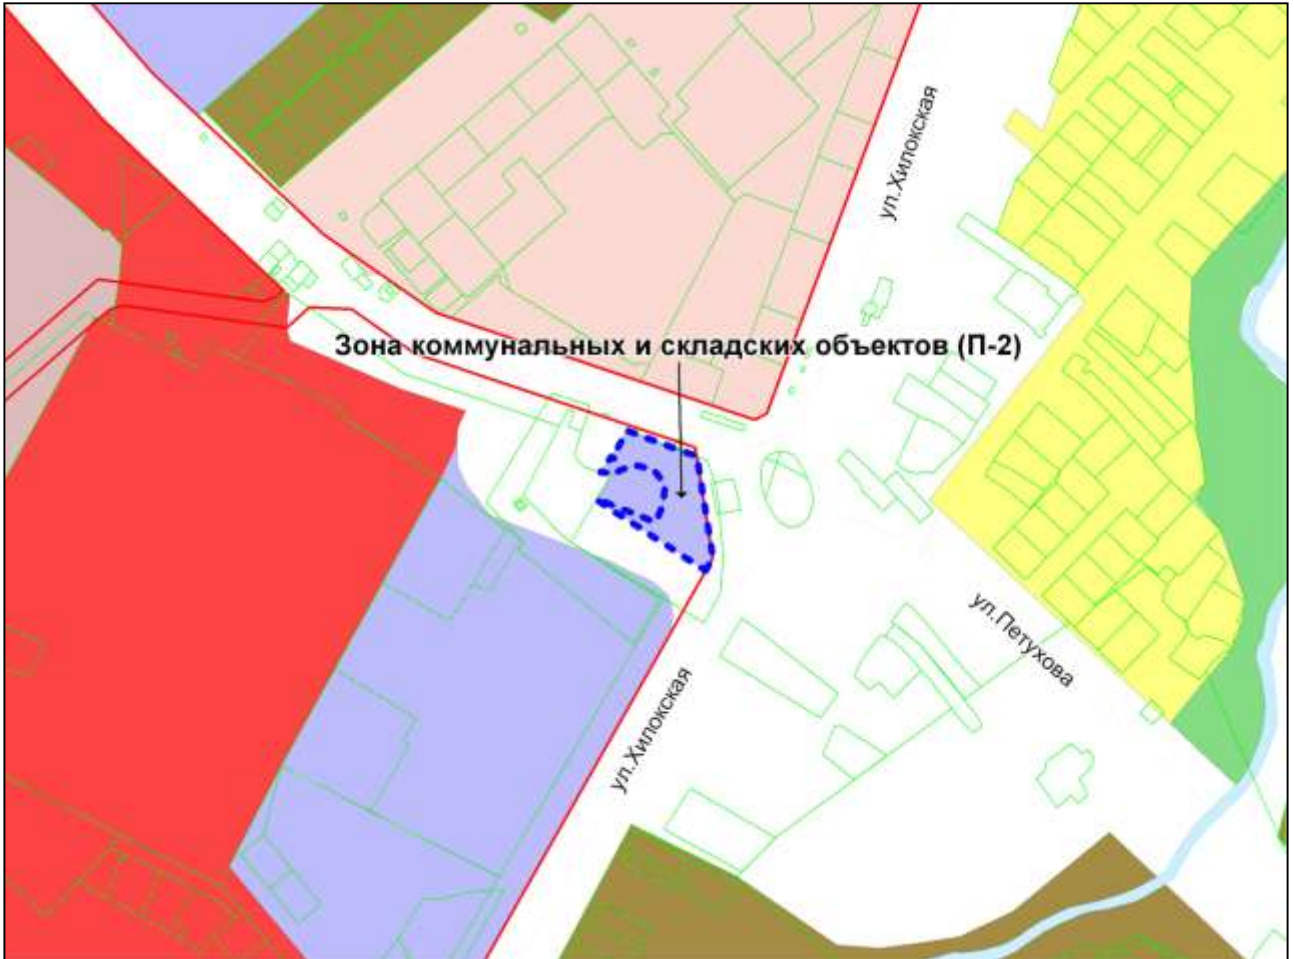 ул.Хилокская
Зона коммунальных и складских объектов (П-2)
ул.Петухова
ул.Хилокская